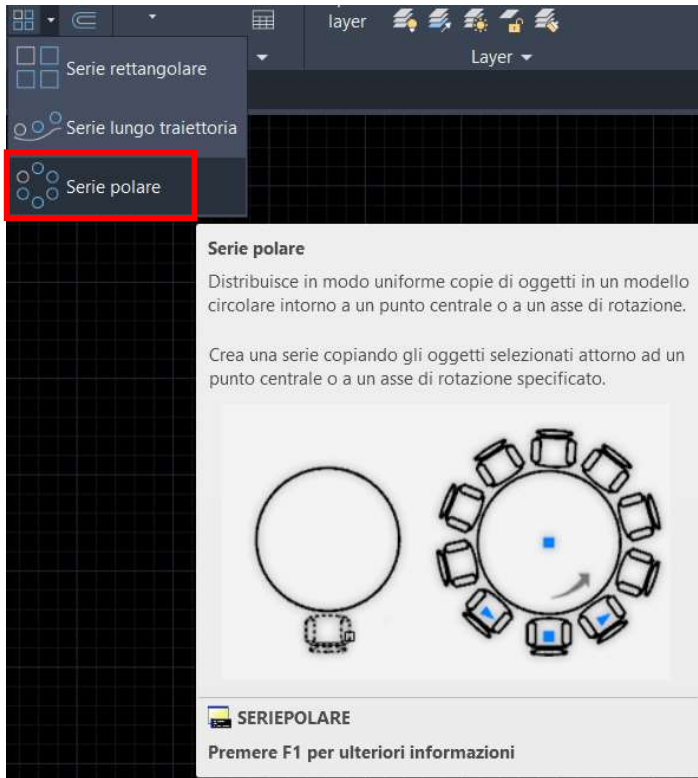 layer
Layer
Serie rettangolare
Serie lungo traiettoria
Serie polare
Serie polare
Distribuisce in modo uniforme copie di oggetti in un modello
circolare intorno a un punto centrale o a un asse di rotazione.
Crea una serie copiando gli oggetti selezionati attorno ad un
punto centrale o a un asse di rotazione specificato.
SERIEPOLARE
Premere F1 per ulteriori informazioni